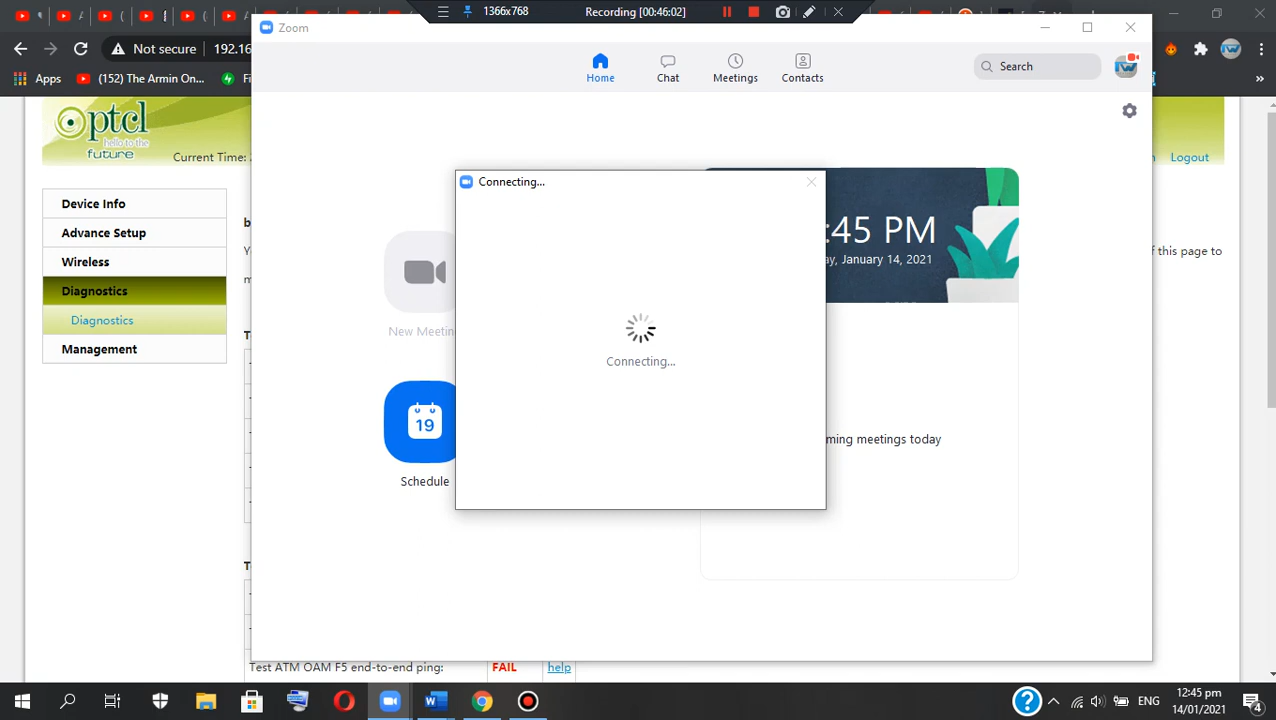 1366x768
Recording [00:46:02]
Zoom
Not secure
192.16
Home
Chat
Meetings
Contacts
Search
Apps
(152) The Armin On...
»
ptcl
hello to the
future
Current Time:
Logout
Device Info
Advance Setup
Wireless
Diagnostics
Diagnostics
Management
of this page to
Connecting...
Connecting...
:45 PM
ay, January 14, 2021
New Meetin
19
Schedule
ming meetings today
Test ATM OAM F5 end-to-end ping:
FAIL
help
ENG
12:45 pm
14/01/2021
4